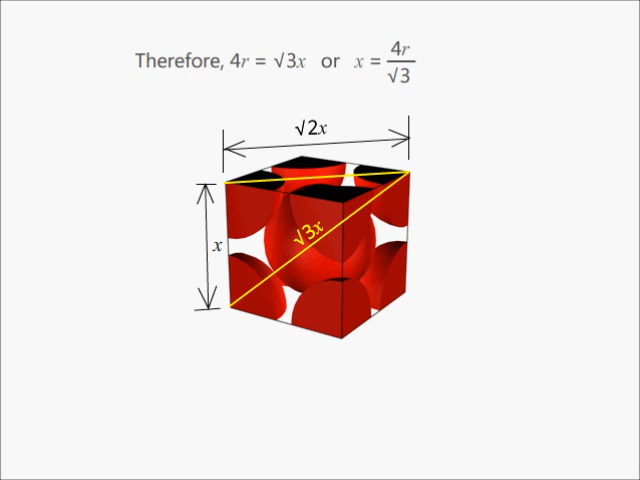 Therefore, 4r = √3x or x = 4r/√3
√2x
√3x
x